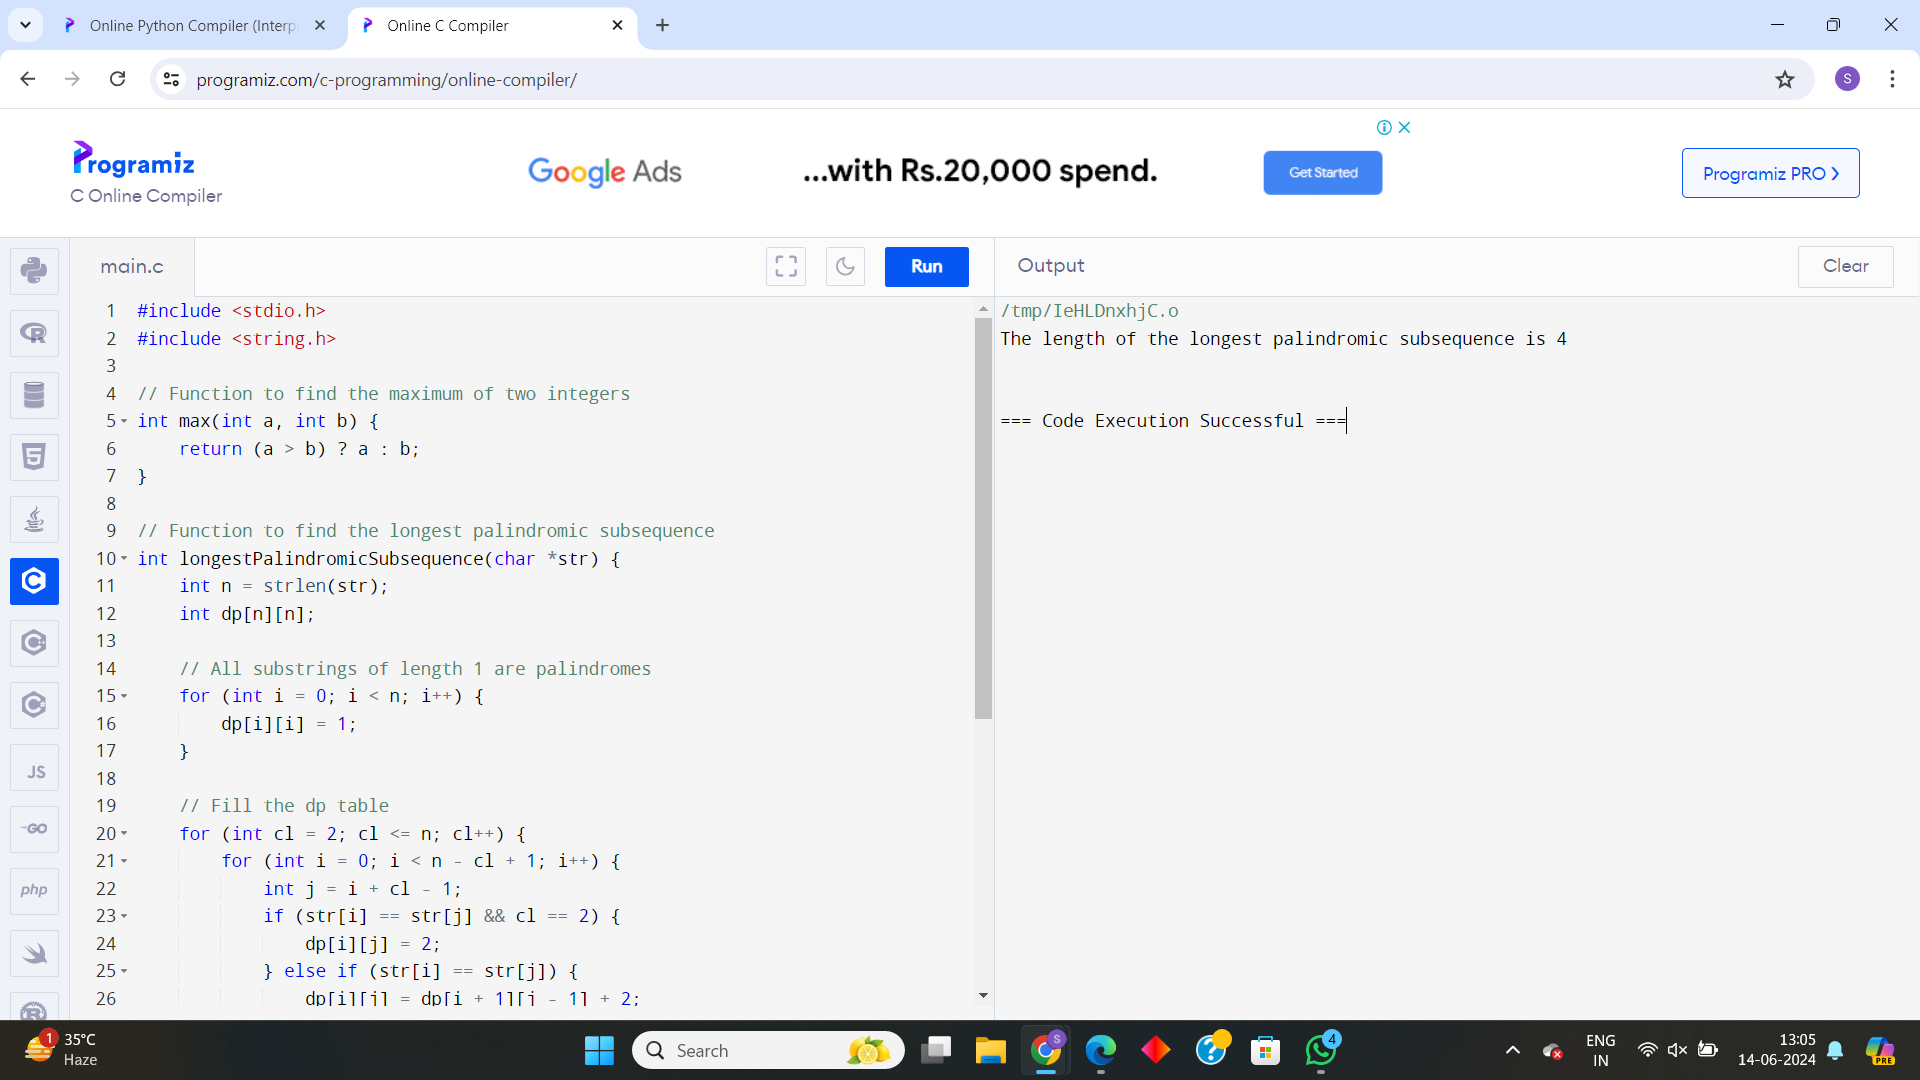 Online Python Compiler (Interp
Online C Compiler
programiz.com/c-programming/online-compiler/
S
Programiz
C Online Compiler
Google Ads
...with Rs.20,000 spend.
Get Started
Programiz PRO >
main.c
Run
Output
Clear
1 #include <stdio.h>
2 #include <string.h>
3
4 // Function to find the maximum of two integers
5 int max(int a, int b) {
6 return (a > b) ? a : b;
7 }
8
9 // Function to find the longest palindromic subsequence
10 int longestPalindromicSubsequence(char *str) {
11 int n = strlen(str);
12 int dp[n][n];
13
14 // All substrings of length 1 are palindromes
15 for (int i = 0; i < n; i++) {
16 dp[i][i] = 1;
17 }
18
19 // Fill the dp table
20 for (int cl = 2; cl <= n; cl++) {
21 for (int i = 0; i < n - cl + 1; i++) {
22 int j = i + cl - 1;
23 if (str[i] == str[j] && cl == 2) {
24 dp[i][j] = 2;
25 } else if (str[i] == str[j]) {
26 dp[i][j] = dp[i + 1][j - 1] + 2;
/tmp/IeHLDnxhjC.o
The length of the longest palindromic subsequence is 4
=== Code Execution Successful ===
JS
GO
php
1
35°C
Haze
Search
S
4
ENG
IN
13:05
14-06-2024
PRE